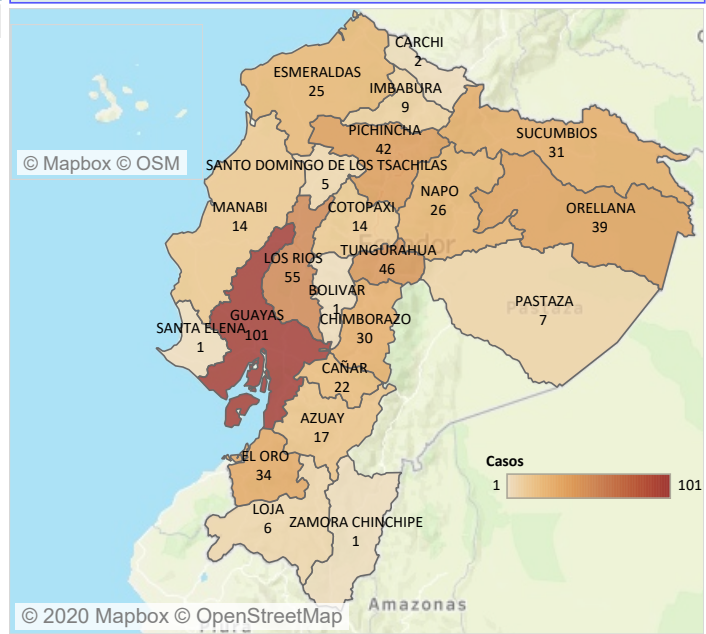 CARCHI
2
ESMERALDAS
25
IMBABURA
9
PICHINCHA
42
SUCUMBIOS
31
© Mapbox © OSM
SANTO DOMINGO DE LOS TSACHILAS
5
NAPO
26
MANABI
14
COTOPAXI
14
ORELLANA
39
Ecuador
TUNGURAHUA
46
LOS RIOS
55
BOLIVAR
1
PASTAZA
7
Pastaza
GUAYAS
101
CHIMBORAZO
30
SANTA ELENA
1
CAÑAR
22
AZUAY
17
EL ORO
34
Casos
1
101
LOJA
6
ZAMORA CHINCHIPE
1
Amazonas
© 2020 Mapbox © OpenStreetMap
Piura